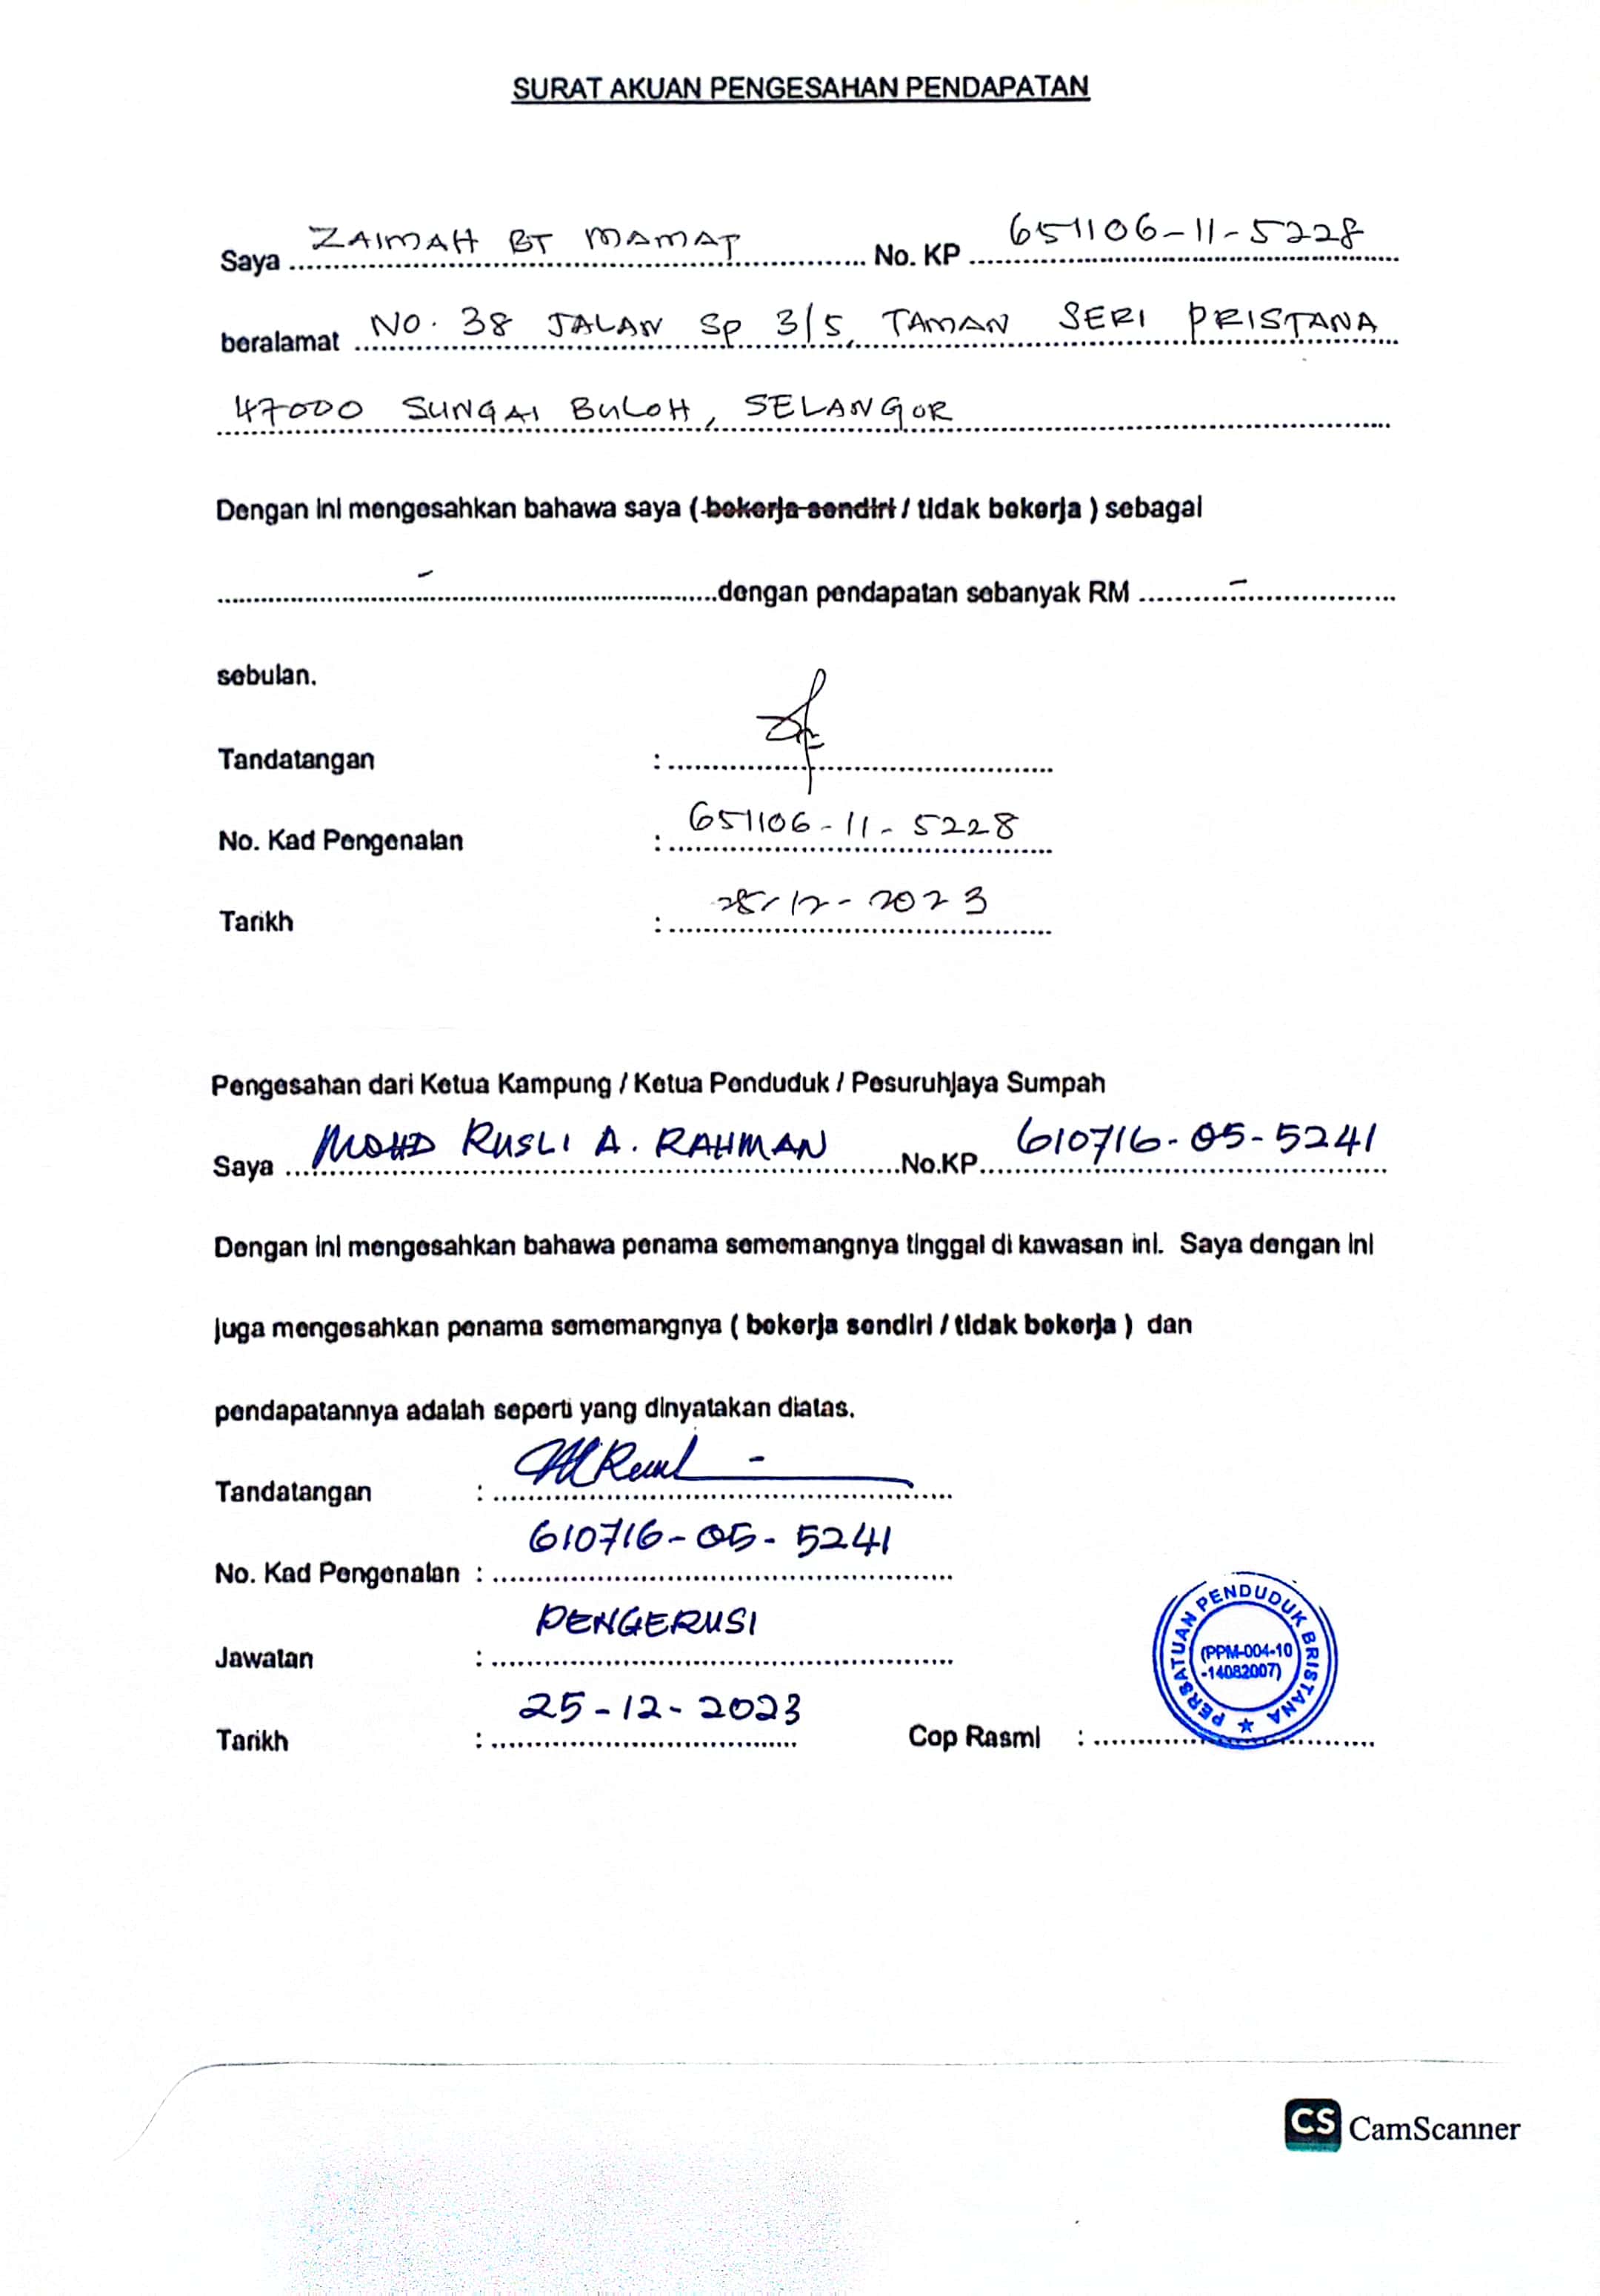 SURAT AKUAN PENGESAHAN PENDAPATAN
Saya ZAIMAH BT MAMAT No. KP 651106-11-5228
beralamat NO. 38 JALAN SP 3/5, TAMAN SERI PRISTANA
47000 SUNGAI BULOH, SELANGOR
Dengan ini mengesahkan bahawa saya ( bekerja sendiri / tidak bekerja ) sebagai
- dengan pendapatan sebanyak RM -
sebulan.
Tandatangan :
No. Kad Pengenalan : 651106-11-5228
Tarikh : 25-12-2023
Pengesahan dari Ketua Kampung / Ketua Penduduk / Pesuruhjaya Sumpah
Saya MOHD RUSLI A. RAHMAN No.KP 610716-05-5241
Dengan ini mengesahkan bahawa penama sememangnya tinggal di kawasan ini. Saya dengan ini
juga mengesahkan penama sememangnya ( bekerja sendiri / tidak bekerja ) dan
pendapatannya adalah seperti yang dinyatakan diatas.
Tandatangan :
No. Kad Pengenalan : 610716-05-5241
Jawatan : PENGERUSI
Tarikh : 25-12-2023 Cop Rasmi :
PERSATUAN PENDUDUK BRISTANA
(PPM-004-10
-14082007)
CS CamScanner